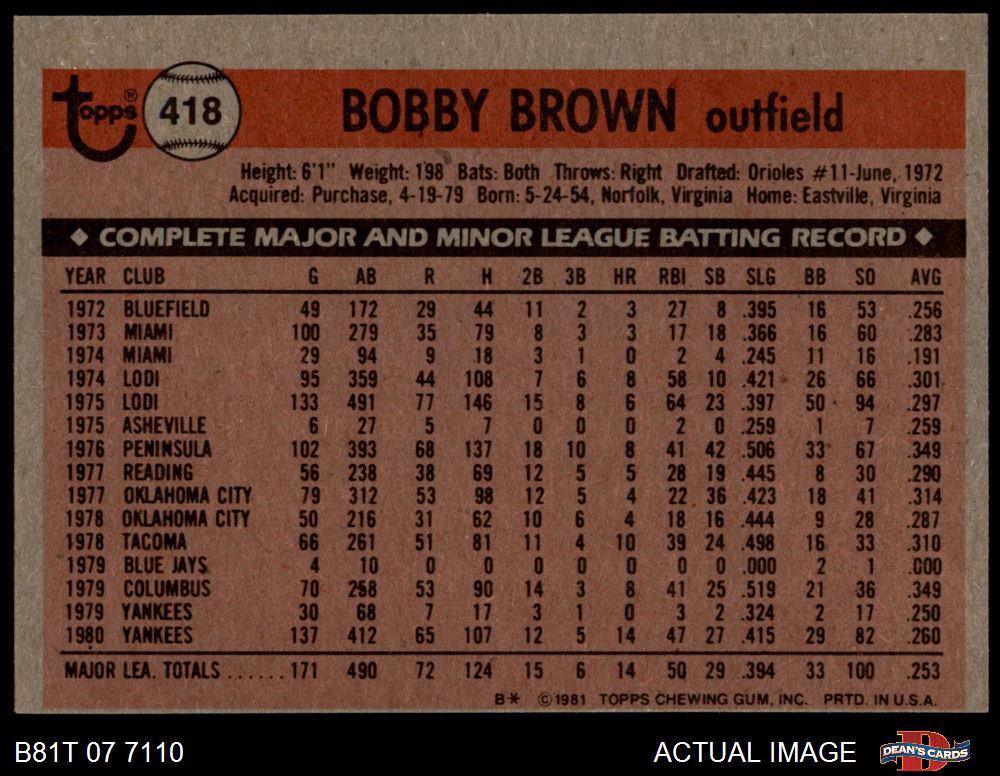 topps® 418 BOBBY BROWN outfield
Height: 6'1" Weight: 198 Bats: Both Throws: Right Drafted: Orioles #11-June, 1972
Acquired: Purchase, 4-19-79 Born: 5-24-54, Norfolk, Virginia Home: Eastville, Virginia
◆ COMPLETE MAJOR AND MINOR LEAGUE BATTING RECORD ◆
YEAR CLUB G AB R H 2B 3B HR RBI SB SLG BB SO AVG
1972 BLUEFIELD 49 172 29 44 11 2 3 27 8 .395 16 53 .256
1973 MIAMI 100 279 35 79 8 3 3 17 18 .366 16 60 .283
1974 MIAMI 29 94 9 18 3 1 0 2 4 .245 11 16 .191
1974 LODI 95 359 44 108 7 6 8 58 10 .421 26 66 .301
1975 LODI 133 491 77 146 15 8 6 64 23 .397 50 94 .297
1975 ASHEVILLE 6 27 5 7 0 0 0 2 0 .259 1 7 .259
1976 PENINSULA 102 393 68 137 18 10 8 41 42 .506 33 67 .349
1977 READING 56 238 38 69 12 5 5 28 19 .445 8 30 .290
1977 OKLAHOMA CITY 79 312 53 98 12 5 4 22 36 .423 18 41 .314
1978 OKLAHOMA CITY 50 216 31 62 10 6 4 18 16 .444 9 28 .287
1978 TACOMA 66 261 51 81 11 4 10 39 24 .498 16 33 .310
1979 BLUE JAYS 4 10 0 0 0 0 0 0 0 .000 2 1 .000
1979 COLUMBUS 70 258 53 90 14 3 8 41 25 .519 21 36 .349
1979 YANKEES 30 68 7 17 3 1 0 3 2 .324 2 17 .250
1980 YANKEES 137 412 65 107 12 5 14 47 27 .415 29 82 .260
MAJOR LEA. TOTALS ...... 171 490 72 124 15 6 14 50 29 .394 33 100 .253
B* ©1981 TOPPS CHEWING GUM, INC. PRTD. IN U.S.A.
B81T 07 7110 ACTUAL IMAGE DEAN'S CARDS